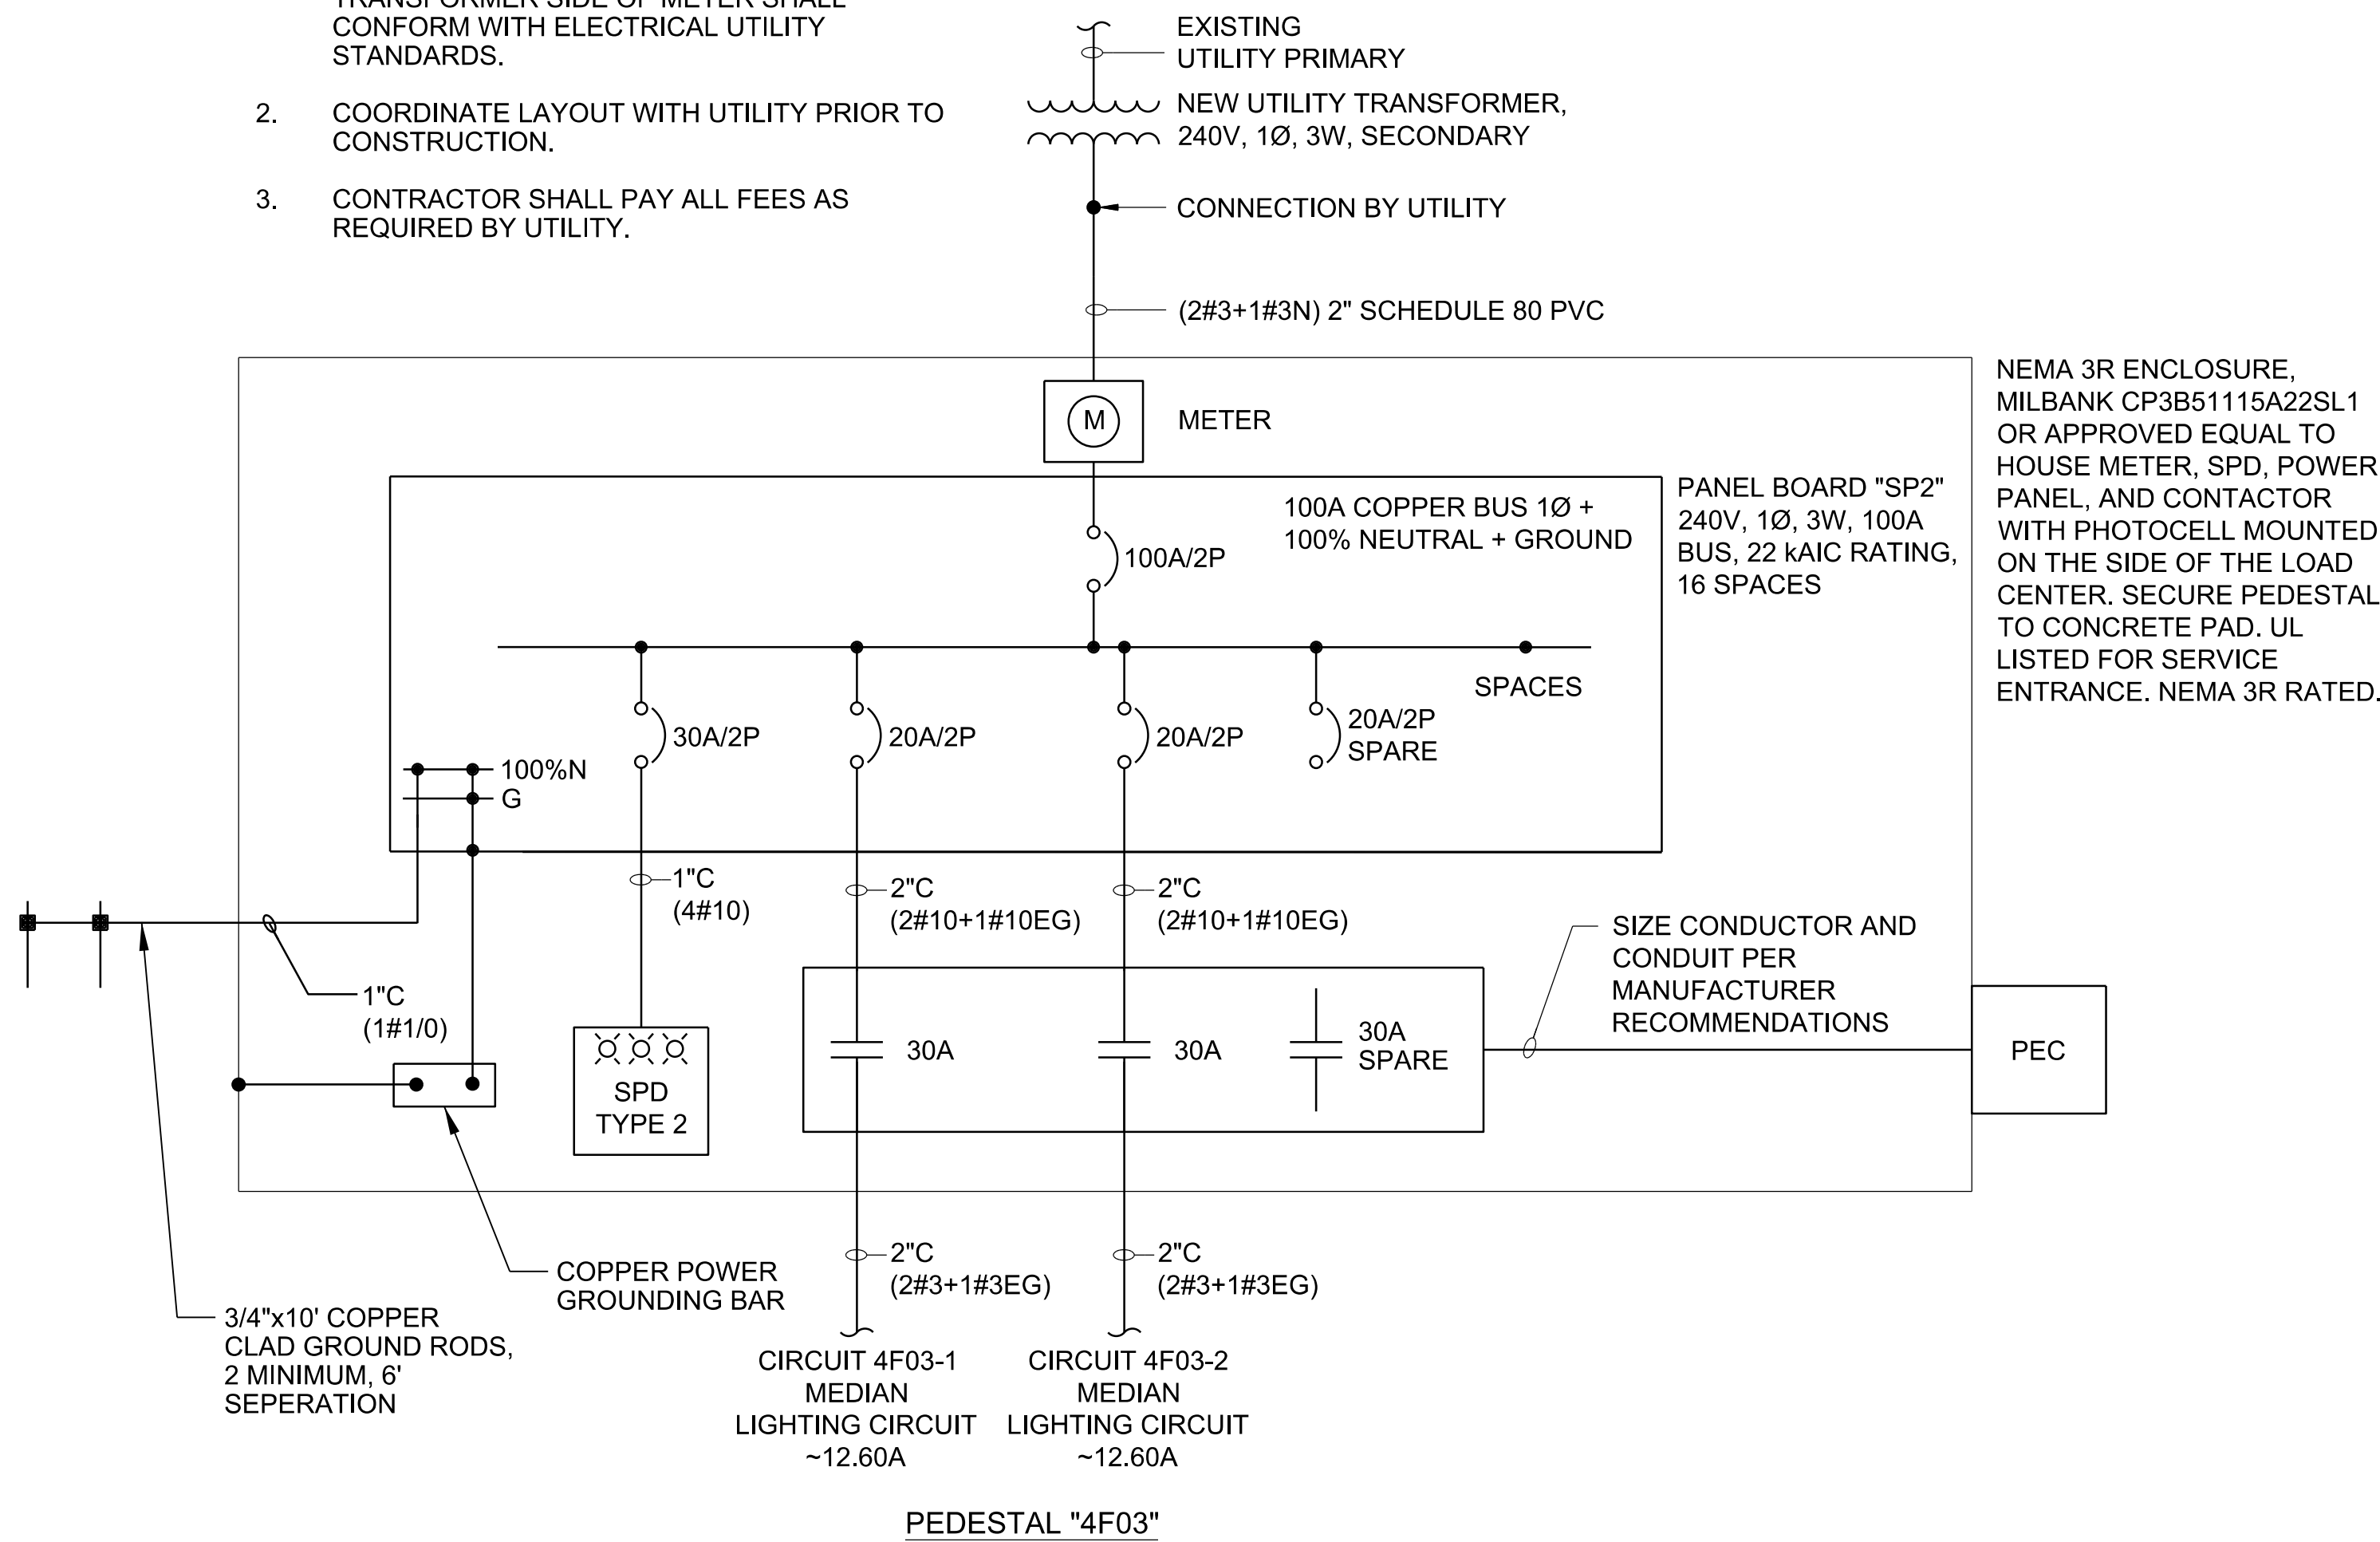 TRANSFORMER SIDE OF METER SHALL
CONFORM WITH ELECTRICAL UTILITY
STANDARDS.
2. COORDINATE LAYOUT WITH UTILITY PRIOR TO
CONSTRUCTION.
3. CONTRACTOR SHALL PAY ALL FEES AS
REQUIRED BY UTILITY.
EXISTING
UTILITY PRIMARY
NEW UTILITY TRANSFORMER,
240V, 1Ø, 3W, SECONDARY
CONNECTION BY UTILITY
(2#3+1#3N) 2" SCHEDULE 80 PVC
M
METER
NEMA 3R ENCLOSURE,
MILBANK CP3B51115A22SL1
OR APPROVED EQUAL TO
HOUSE METER, SPD, POWER
PANEL, AND CONTACTOR
WITH PHOTOCELL MOUNTED
ON THE SIDE OF THE LOAD
CENTER. SECURE PEDESTAL
TO CONCRETE PAD. UL
LISTED FOR SERVICE
ENTRANCE. NEMA 3R RATED.
PANEL BOARD "SP2"
240V, 1Ø, 3W, 100A
BUS, 22 kAIC RATING,
16 SPACES
100A COPPER BUS 1Ø +
100% NEUTRAL + GROUND
100A/2P
SPACES
30A/2P
20A/2P
20A/2P
20A/2P
SPARE
100%N
G
1"C
(4#10)
2"C
(2#10+1#10EG)
2"C
(2#10+1#10EG)
SIZE CONDUCTOR AND
CONDUIT PER
MANUFACTURER
RECOMMENDATIONS
1"C
(1#1/0)
SPD
TYPE 2
30A
30A
30A
SPARE
PEC
COPPER POWER
GROUNDING BAR
3/4"x10' COPPER
CLAD GROUND RODS,
2 MINIMUM, 6'
SEPERATION
2"C
(2#3+1#3EG)
2"C
(2#3+1#3EG)
CIRCUIT 4F03-1
MEDIAN
LIGHTING CIRCUIT
~12.60A
CIRCUIT 4F03-2
MEDIAN
LIGHTING CIRCUIT
~12.60A
PEDESTAL "4F03"